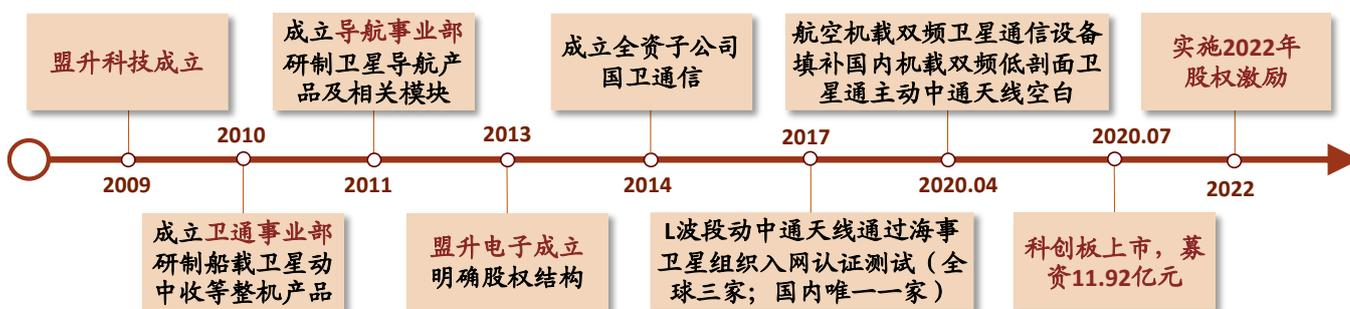 盟升科技成立
成立导航事业部
研制卫星导航产
品及相关模块
成立全资子公司
国卫通信
航空机载双频卫星通信设备
填补国内机载双频低剖面卫
星通主动中通天线空白
实施2022年
股权激励
2010
2013
2017
2020.07
2009
2011
2014
2020.04
2022
成立卫通事业部
研制船载卫星动
中收等整机产品
盟升电子成立
明确股权结构
L波段动中通天线通过海事
卫星组织入网认证测试（全
球三家；国内唯一一家）
科创板上市，募
资11.92亿元